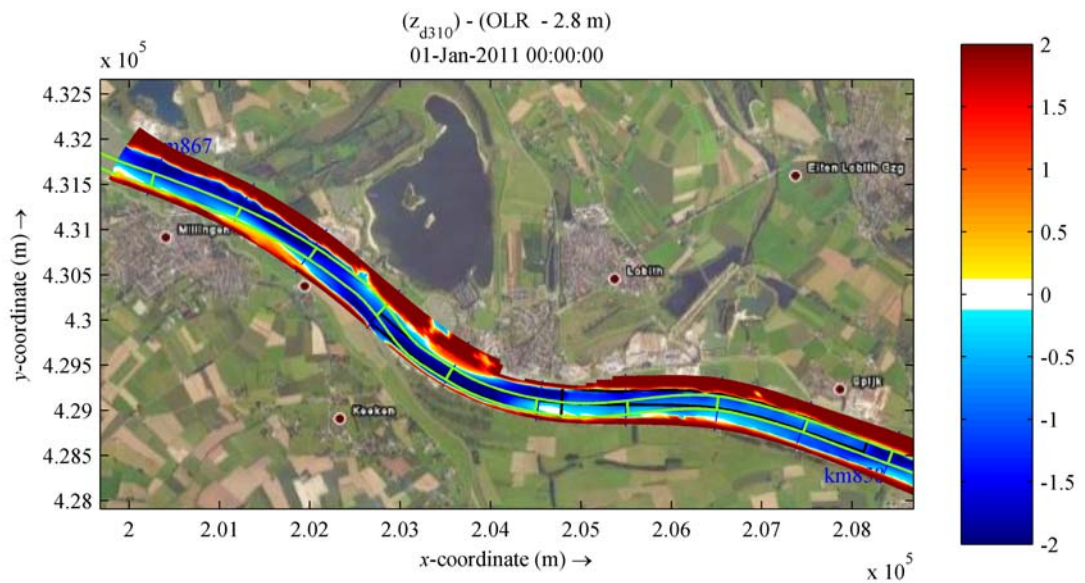 (z_d310) - (OLR - 2.8 m)
01-Jan-2011 00:00:00
x 10^5
4.325
4.32
4.315
4.31
4.305
4.3
4.295
4.29
4.285
4.28
y-coordinate (m) →
km867
Millingen
Eiten Lobith Gzg
Lobith
Spijk
Keeken
2
2.01
2.02
2.03
2.04
2.05
2.06
2.07
2.08
x-coordinate (m) →
x 10^5
2
1.5
1
0.5
0
-0.5
-1
-1.5
-2